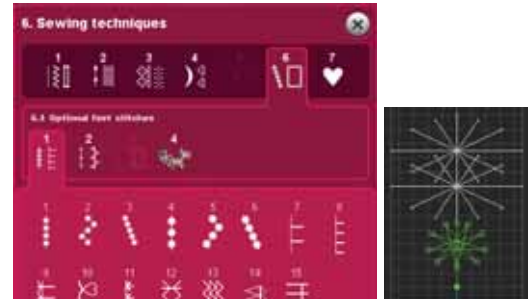 6. Sewing techniques
1 2 3 4 6 7
6.1 Optional foot stitches
1 2 4
1 2 3 4 5 6 7 8
9 10 11 12 13 14 15